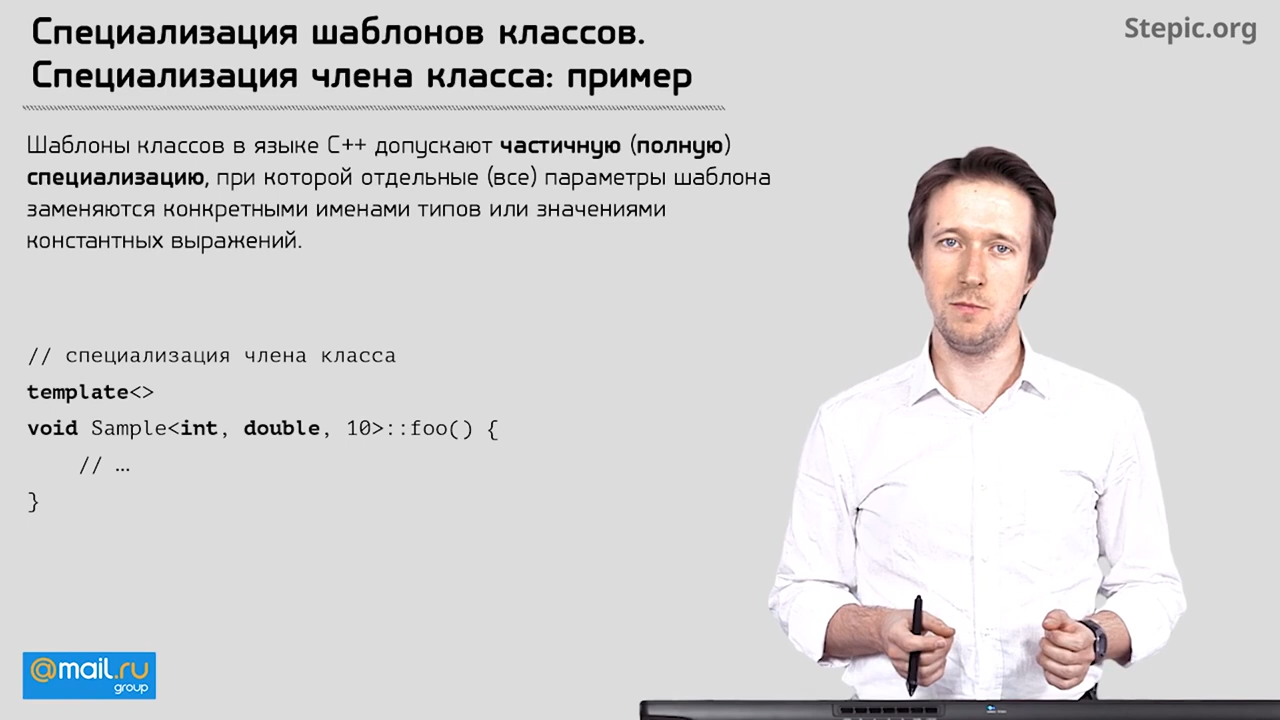 Специализация шаблонов классов.
Специализация члена класса: пример
Stepic.org
Шаблоны классов в языке C++ допускают частичную (полную)
специализацию, при которой отдельные (все) параметры шаблона
заменяются конкретными именами типов или значениями
константных выражений.
// специализация члена класса
template<>
void Sample<int, double, 10>::foo() {
// …
}
@mail.ru
group